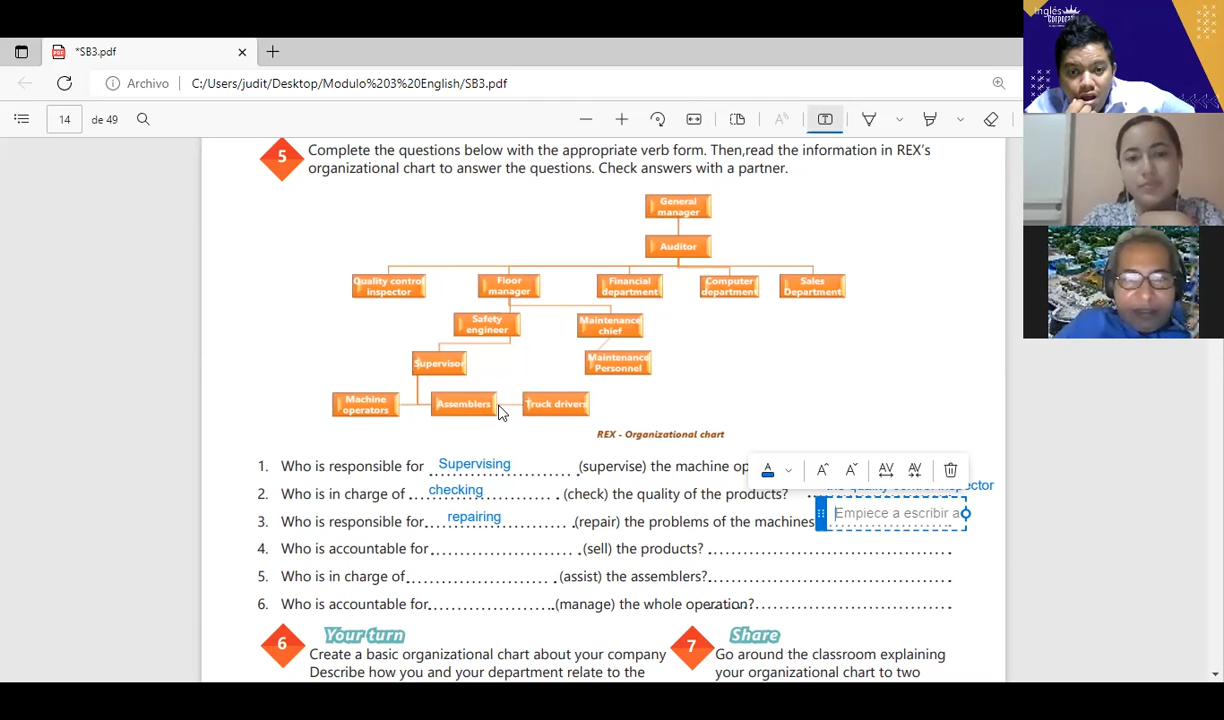 *SB3.pdf
Archivo
C:/Users/judit/Desktop/Modulo%203%20English/SB3.pdf
14
de 49
Inglés
Corporat
5
Complete the questions below with the appropriate verb form. Then,read the information in REX's
organizational chart to answer the questions. Check answers with a partner.
General
manager
Auditor
Quality control
inspector
Floor
manager
Financial
department
Computer
department
Sales
Department
Safety
engineer
Maintenance
chief
Supervisor
Maintenance
Personnel
Machine
operators
Assemblers
Truck drivers
REX - Organizational chart
1. Who is responsible for Supervising (supervise) the machine op
2. Who is in charge of checking (check) the quality of the products? the quality control inspector
3. Who is responsible for repairing (repair) the problems of the machines Empiece a escribir a
4. Who is accountable for (sell) the products?
5. Who is in charge of (assist) the assemblers?
6. Who is accountable for (manage) the whole operation?
6
Your turn
Create a basic organizational chart about your company
Describe how you and your department relate to the
7
Share
Go around the classroom explaining
your organizational chart to two